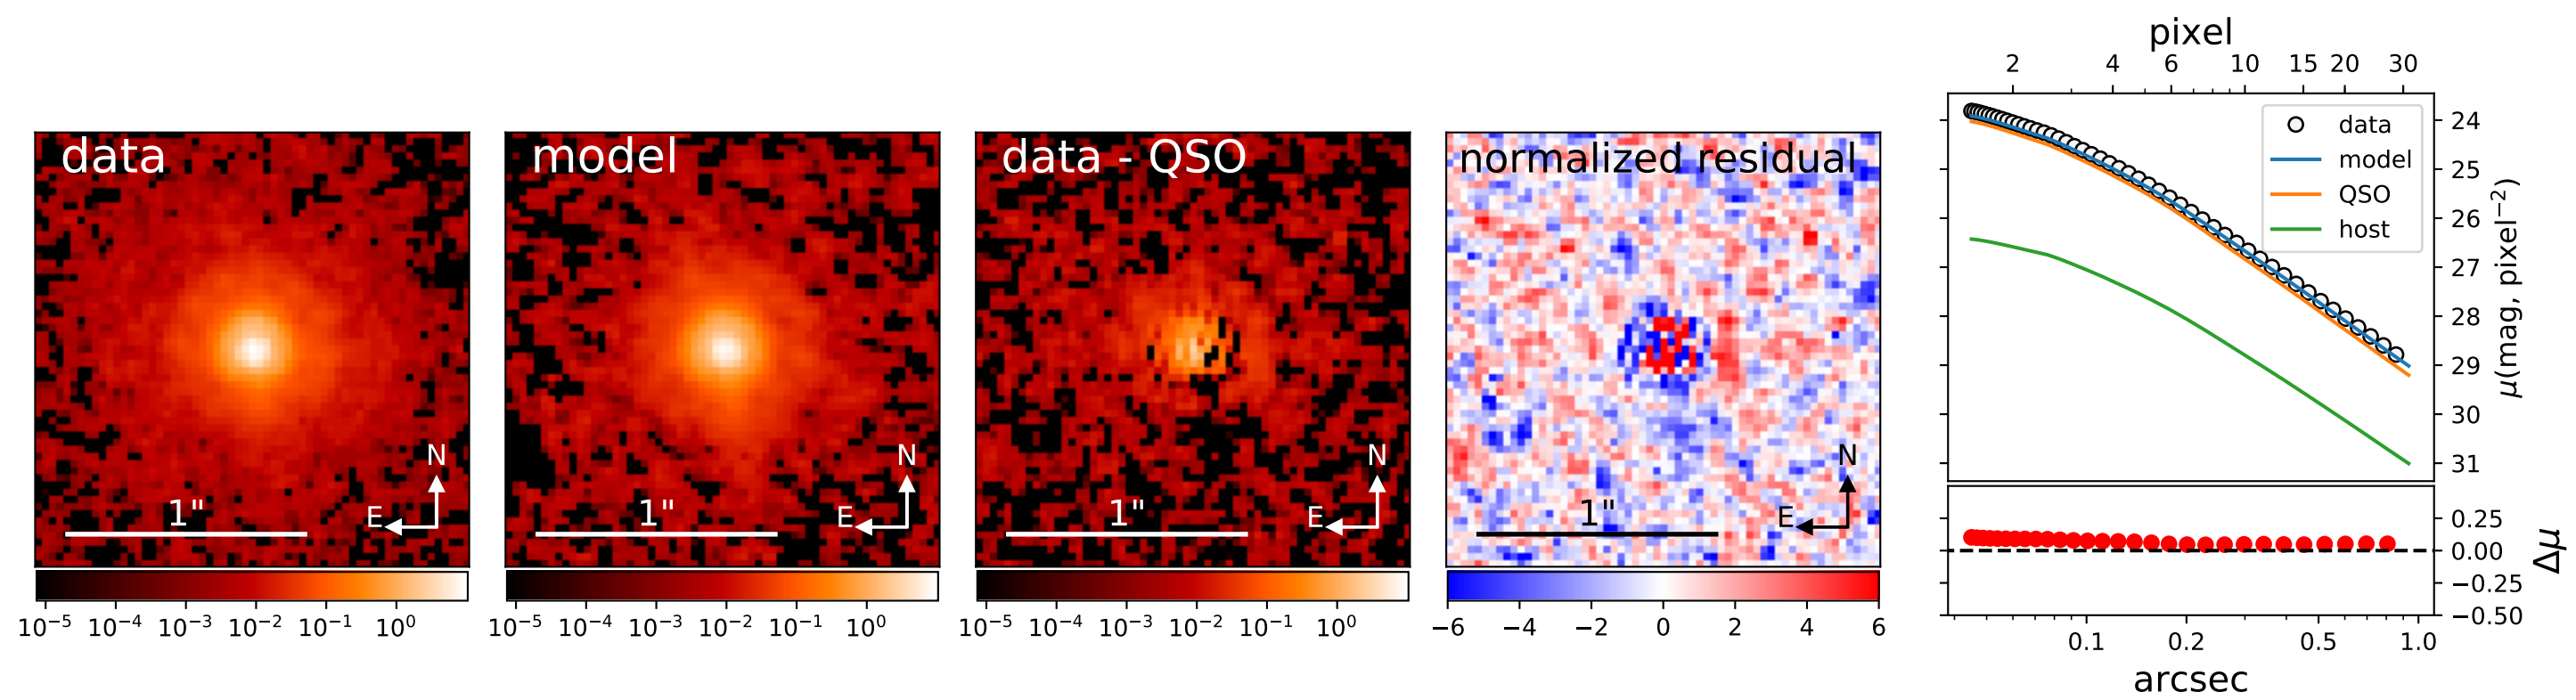 data
N
E
1"
10⁻⁵ 10⁻⁴ 10⁻³ 10⁻² 10⁻¹ 10⁰
model
N
E
1"
10⁻⁵ 10⁻⁴ 10⁻³ 10⁻² 10⁻¹ 10⁰
data - QSO
N
E
1"
10⁻⁵ 10⁻⁴ 10⁻³ 10⁻² 10⁻¹ 10⁰
normalized residual
N
E
1"
−6 −4 −2 0 2 4 6
pixel
2 4 6 10 15 20 30
data
model
QSO
host
24
25
26
27
28
29
30
31
μ(mag, pixel⁻²)
0.25
0.00
−0.25
−0.50
Δμ
0.1 0.2 0.5 1.0
arcsec